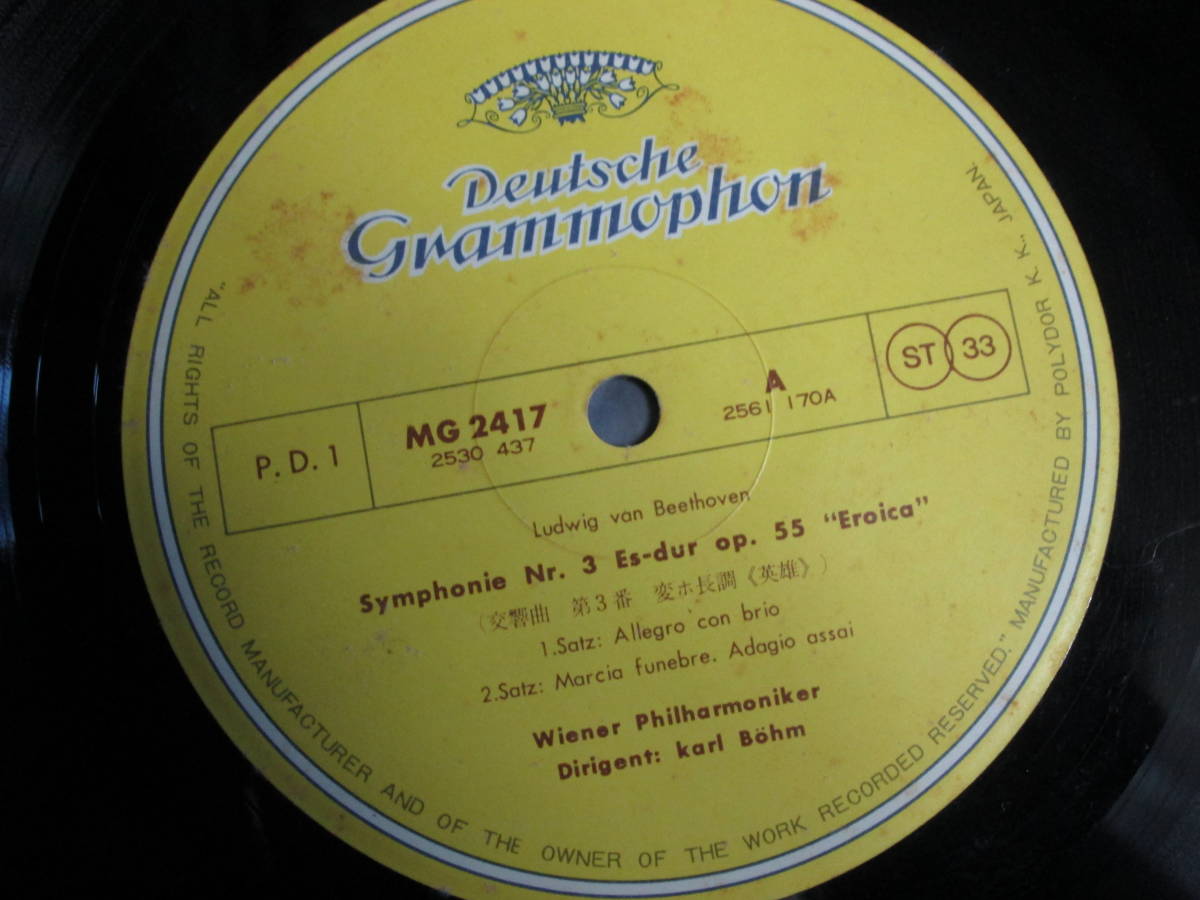 Deutsche
Grammophon
P.D.1
MG 2417
2530 437
A
2561 170A
ST 33
Ludwig van Beethoven
Symphonie Nr. 3 Es-dur op. 55 “Eroica”
(交響曲 第3番 変ホ長調《英雄》)
1.Satz: Allegro con brio
2.Satz: Marcia funebre. Adagio assai
Wiener Philharmoniker
Dirigent: karl Böhm
“ALL RIGHTS OF THE RECORD MANUFACTURER AND OF THE OWNER OF THE WORK RECORDED RESERVED.” MANUFACTURED BY POLYDOR K. K., JAPAN.